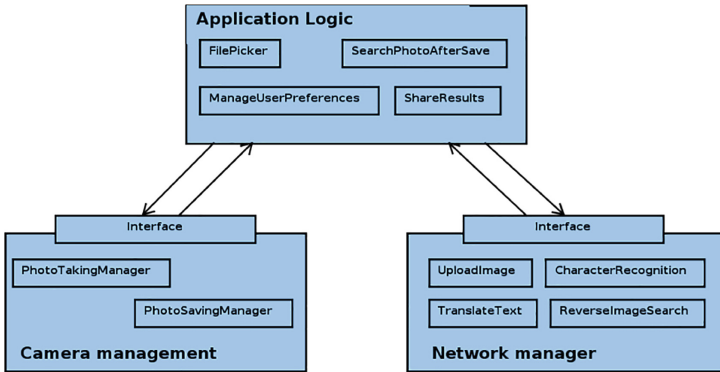 Application Logic
FilePicker
SearchPhotoAfterSave
ManageUserPreferences
ShareResults
Interface
PhotoTakingManager
PhotoSavingManager
Camera management
Interface
UploadImage
CharacterRecognition
TranslateText
ReverseImageSearch
Network manager